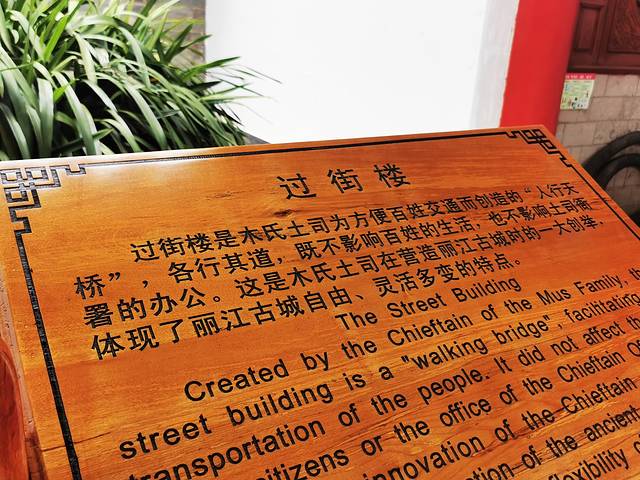 过街楼
过街楼是木氏土司为方便百姓交通而创造的“人行天
桥”，各行其道，既不影响百姓的生活，也不影响土司衙
署的办公。这是木氏土司在营造丽江古城时的一大创举，
体现了丽江古城自由、灵活多变的特点。
The Street Building
Created by the Chieftain of the Mus Family,
street building is a "walking bridge", facilitating
transportation of the people. It did not affect
citizens or the office of the Chieftain Of
innovation of the Chieftain
of the ancient
flexibility